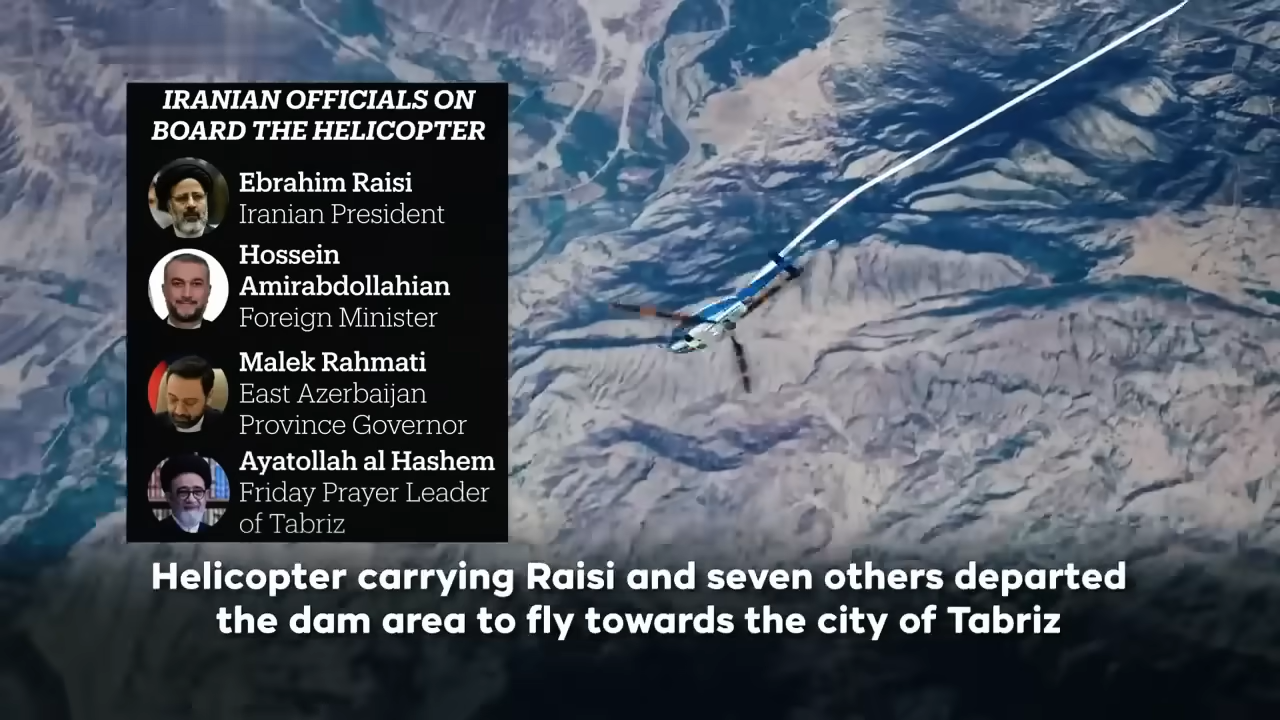 IRANIAN OFFICIALS ON
BOARD THE HELICOPTER
Ebrahim Raisi
Iranian President
Hossein
Amirabdollahian
Foreign Minister
Malek Rahmati
East Azerbaijan
Province Governor
Ayatollah al Hashem
Friday Prayer Leader
of Tabriz
Helicopter carrying Raisi and seven others departed
the dam area to fly towards the city of Tabriz